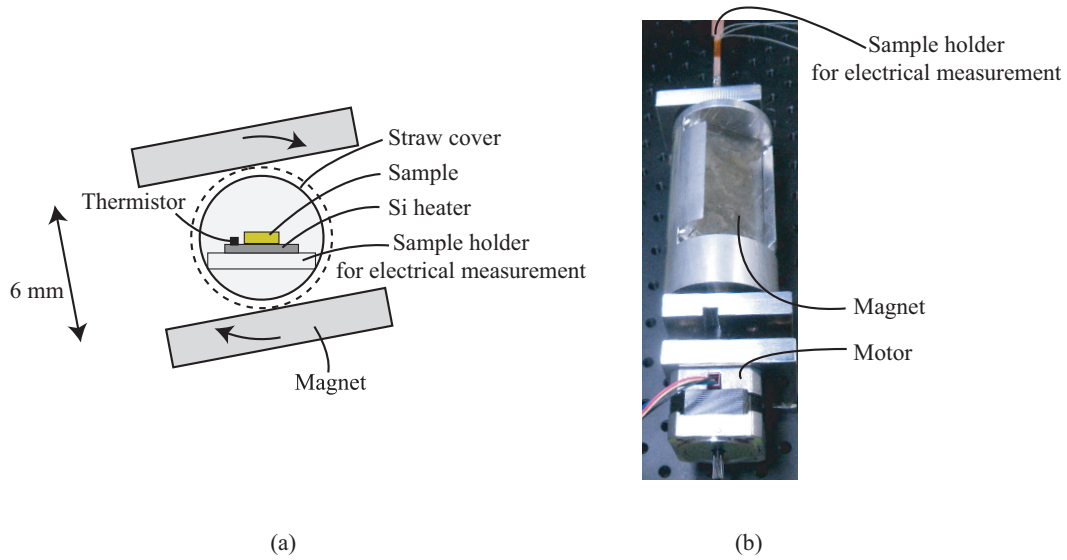 Straw cover
Sample
Thermistor
Si heater
Sample holder
for electrical measurement
6 mm
Magnet
(a)
Sample holder
for electrical measurement
Magnet
Motor
(b)